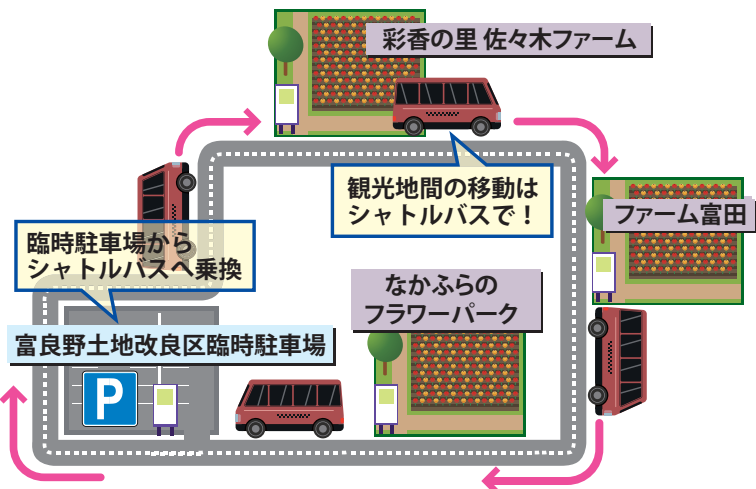 彩香の里 佐々木ファーム
観光地間の移動は
シャトルバスで！
ファーム富田
臨時駐車場から
シャトルバスへ乗換
なかふらの
フラワーパーク
富良野土地改良区臨時駐車場
P